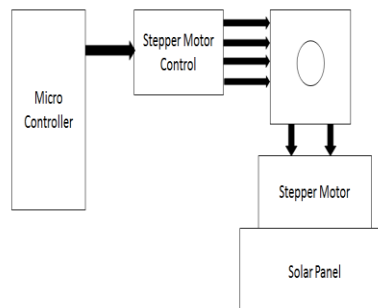 Micro
Controller
Stepper Motor
Control
Stepper Motor
Solar Panel